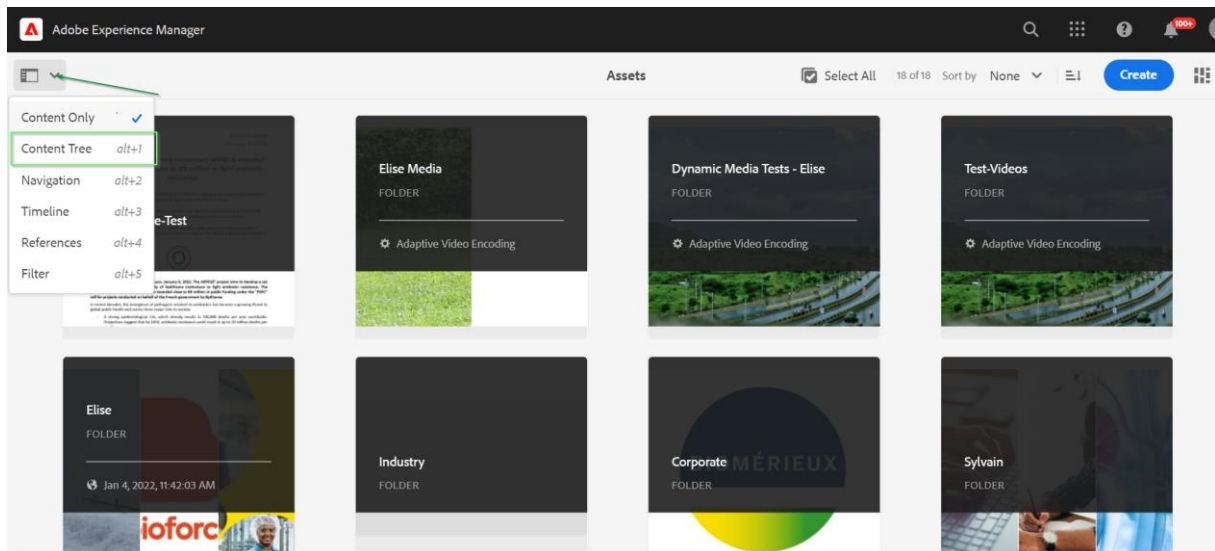 Adobe Experience Manager
100+
Assets
Select All 18 of 18 Sort by None Create
Content Only
Content Tree alt+1
Navigation alt+2
Timeline alt+3
References alt+4
Filter alt+5
e-Test
Elise Media
FOLDER
Adaptive Video Encoding
Dynamic Media Tests - Elise
FOLDER
Adaptive Video Encoding
Test-Videos
FOLDER
Adaptive Video Encoding
Elise
FOLDER
Jan 4, 2022, 11:42:03 AM
ioforc
Industry
FOLDER
BIOMÉRIEUX
Corporate
FOLDER
Sylvain
FOLDER